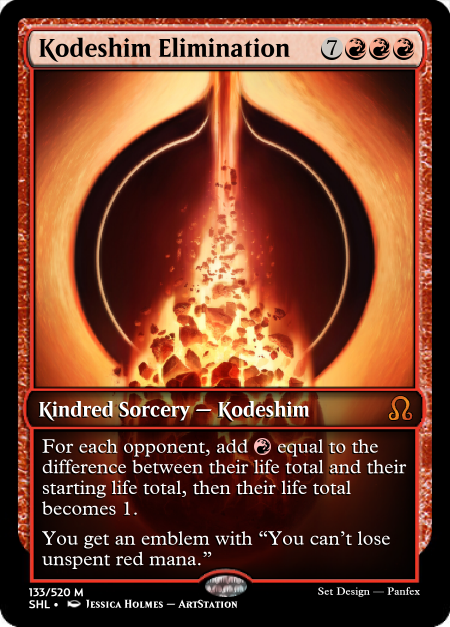 Kodeshim Elimination 7
Kindred Sorcery — Kodeshim
For each opponent, add equal to the
difference between their life total and their
starting life total, then their life total
becomes 1.
You get an emblem with “You can’t lose
unspent red mana.”
133/520 M
SHL • Jessica Holmes — ArtStation
Set Design — Panfex